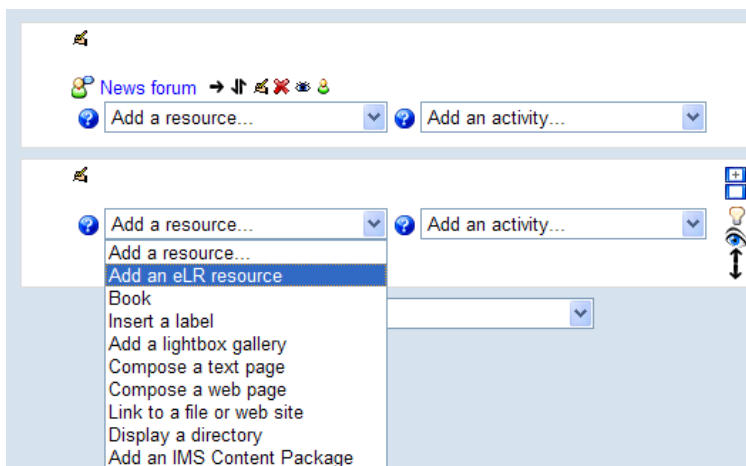 News forum
Add a resource... Add an activity...
Add a resource... Add an activity...
Add a resource...
Add an eLR resource
Book
Insert a label
Add a lightbox gallery
Compose a text page
Compose a web page
Link to a file or web site
Display a directory
Add an IMS Content Package